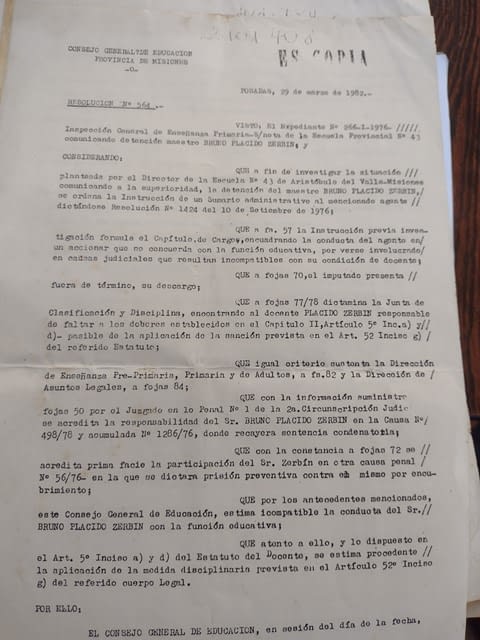 ES COPIA
CONSEJO GENERAL DE EDUCACION
PROVINCIA DE MISIONES
-o-
POSADAS, 29 de marzo de 1982.-
RESOLUCION Nº 564.-
VISTO: El Expediente Nº 966-I-1976- /////
Inspección General de Enseñanza Primaria-S/nota de la Escuela Provincial Nº 43
comunicando detención maestro BRUNO PLACIDO ZERBIN; y
CONSIDERANDO:
QUE a fin de investigar la situación ///
planteada por el Director de la Escuela Nº 43 de Aristóbulo del Valle-Misiones
comunicando a la superioridad, la detención del maestro BRUNO PLACIDO ZERBIN,/
se ordena la Instrucción de un Sumario administrativo al mencionado agente //
dictándose Resolución Nº 1424 del 10 de Setiembre de 1976;
QUE a fs. 57 la Instrucción previa inves-
tigación formula el Capítulo de Cargos, encuadrando la conducta del agente en/
un accionar que no concuerda con la función educativa, por verse involucrado/
en causas judiciales que resultan incompatibles con su condición de docente;
QUE a fojas 70, el imputado presenta //
fuera de término, su descargo;
QUE a fojas 77/78 dictamina la Junta de
Clasificación y Disciplina, encontrando al docente PLACIDO ZERBIN responsable
de faltar a los deberes establecidos en el Capítulo II, Artículo 5º Inc.a) y//
d)- pasible de la aplicación de la sanción prevista en el Art. 52 Inciso g) /
del referido Estatuto;
QUE igual criterio sustenta la Dirección
de Enseñanza Pre-Primaria, Primaria y de Adultos, a fs.82 y la Dirección de /
Asuntos Legales, a fojas 84;
QUE con la información suministre
fojas 50 por el Juzgado en lo Penal Nº 1 de la 2a.Circunscripción Judic
se acredita la responsabilidad del Sr. BRUNO PLACIDO ZERBIN en la Causa Nº/
498/78 y acumulada Nº 1286/76, donde recayera sentencia condenatoria;
QUE con la constancia a fojas 72 se //
acredita prima facie la participación del Sr. Zerbín en otra causa penal /
Nº 56/76- en la que se dictara prisión preventiva contra el mismo por encu-
brimiento;
QUE por los antecedentes mencionados,
este Consejo General de Educación, estima icompatible la conducta del Sr.//
BRUNO PLACIDO ZERBIN con la función educativa;
QUE atento a ello, y lo dispuesto en
el Art. 5º Inciso a) y d) del Estatuto del Docente, se estima procedente //
la aplicación de la medida disciplinaria prevista en el Artículo 52º Inciso
g) del referido cuerpo Legal.
POR ELLO:
EL CONSEJO GENERAL DE EDUCACION, en sesión del día de la fecha,